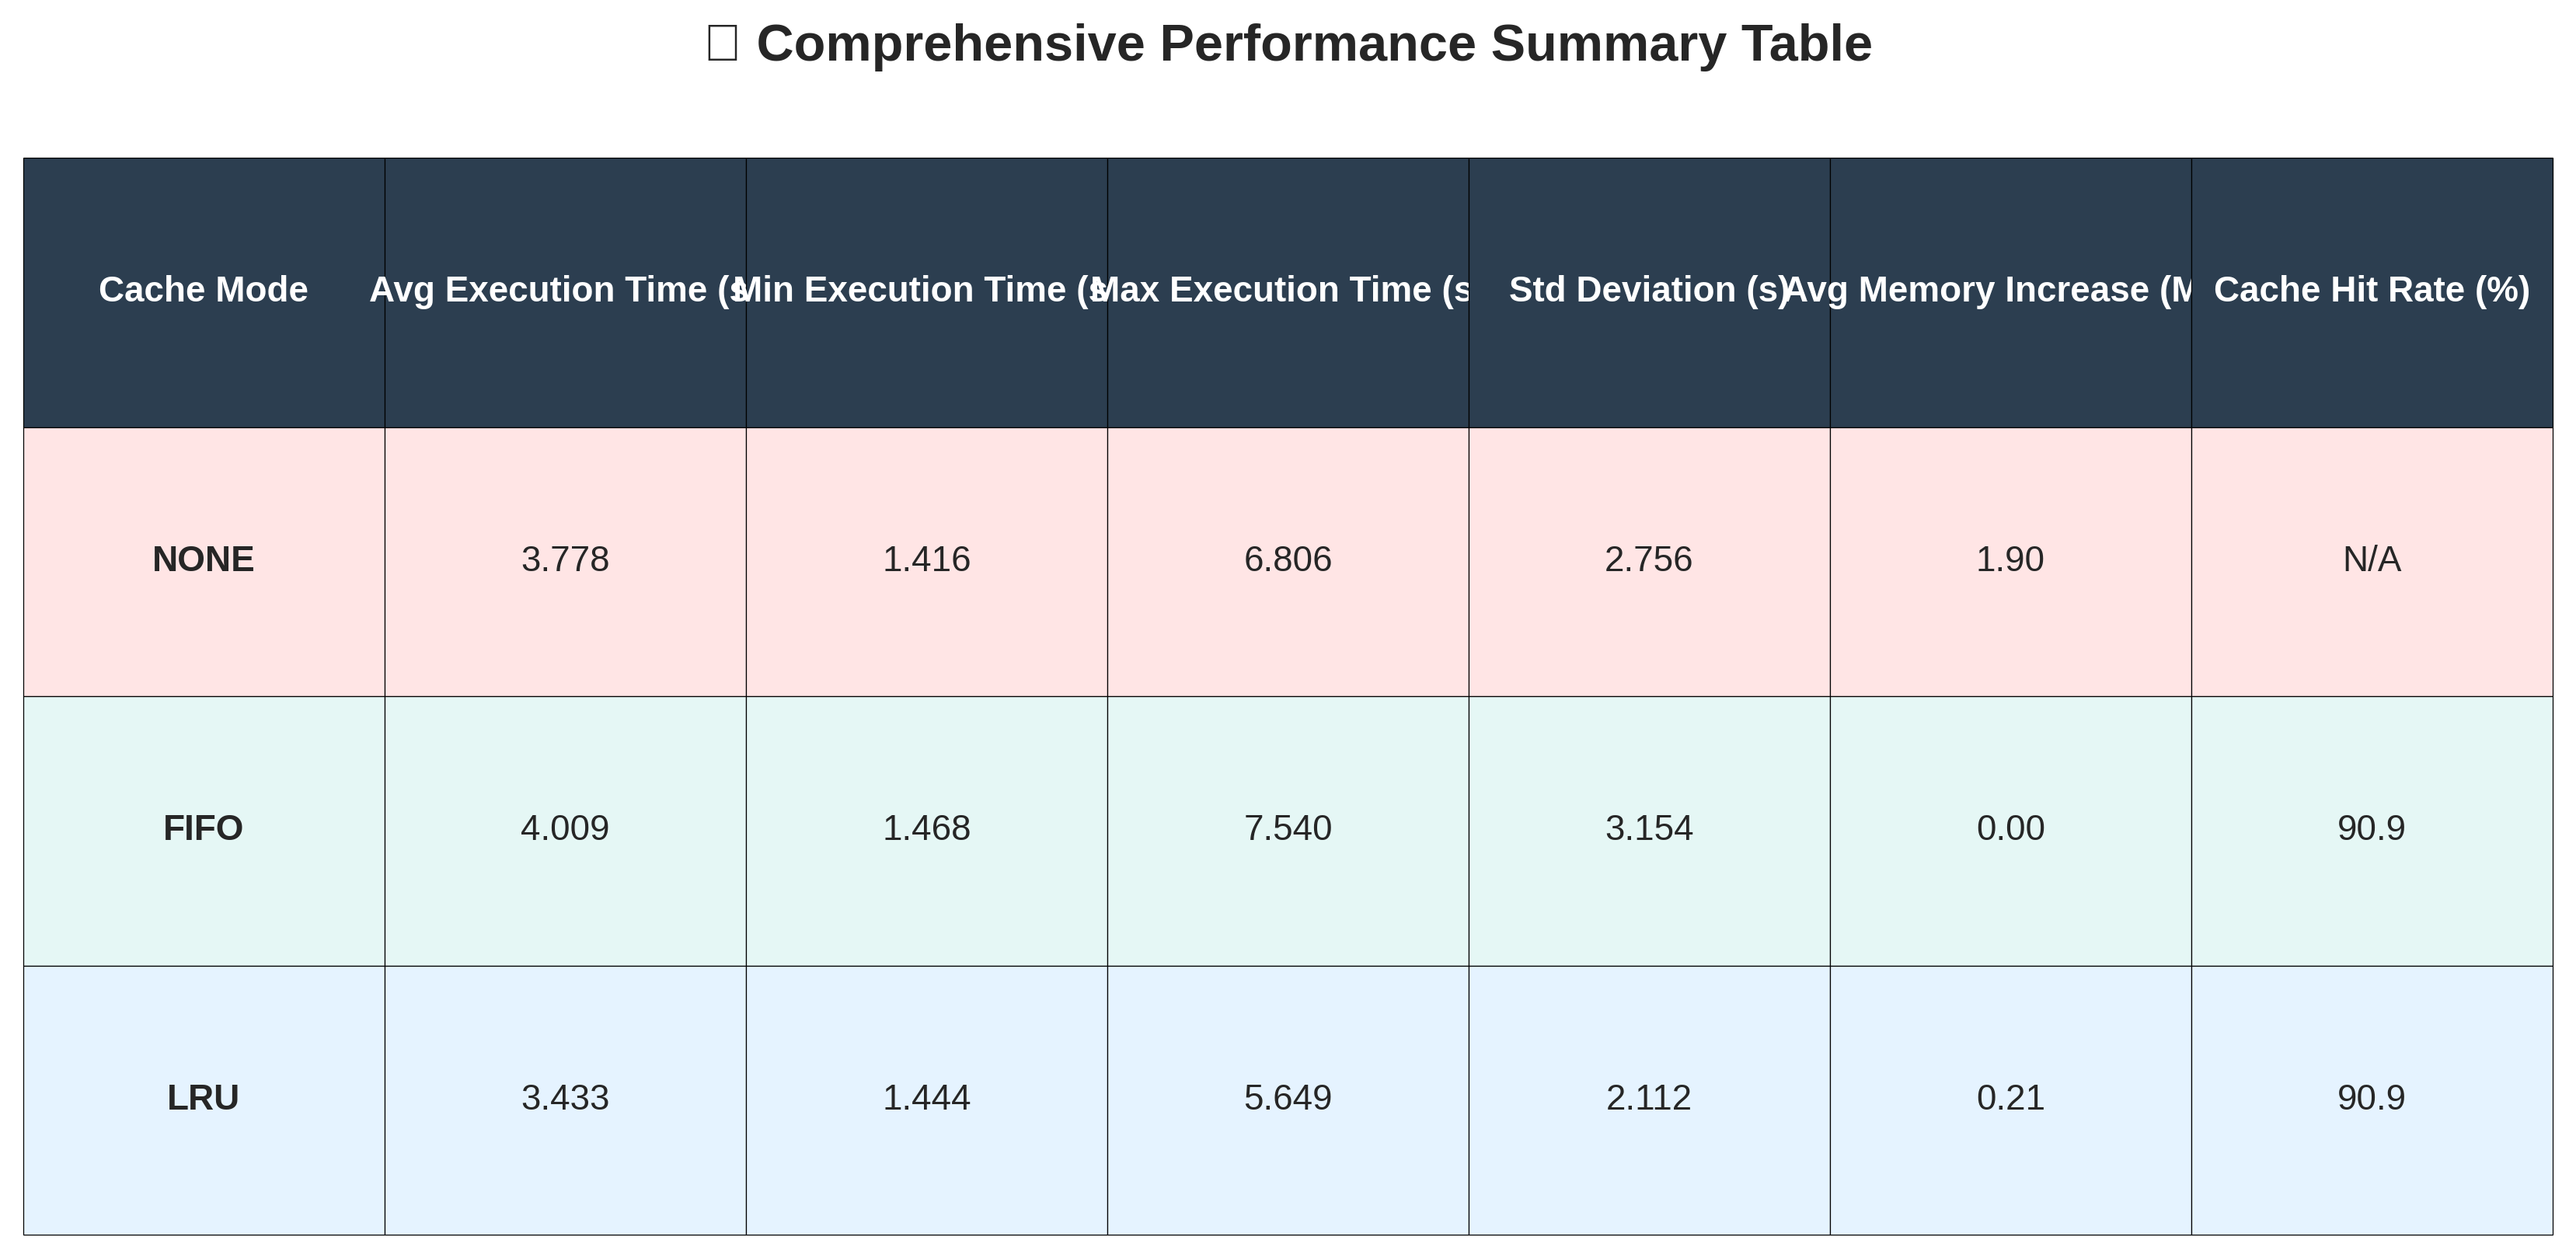 Comprehensive Performance Summary Table
Cache Mode Avg Execution Time (s Min Execution Time (s Max Execution Time (s Std Deviation (s) Avg Memory Increase (M Cache Hit Rate (%)
NONE 3.778 1.416 6.806 2.756 1.90 N/A
FIFO 4.009 1.468 7.540 3.154 0.00 90.9
LRU 3.433 1.444 5.649 2.112 0.21 90.9